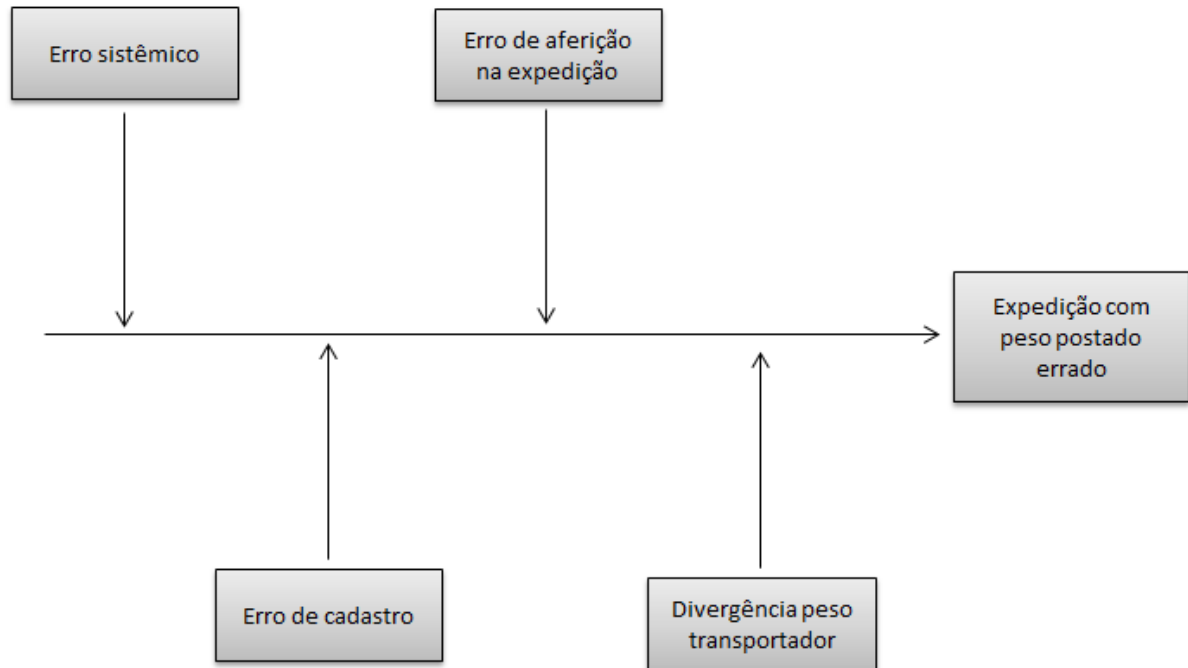 Erro sistêmico
Erro de aferição
na expedição
Expedição com
peso postado
errado
Erro de cadastro
Divergência peso
transportador